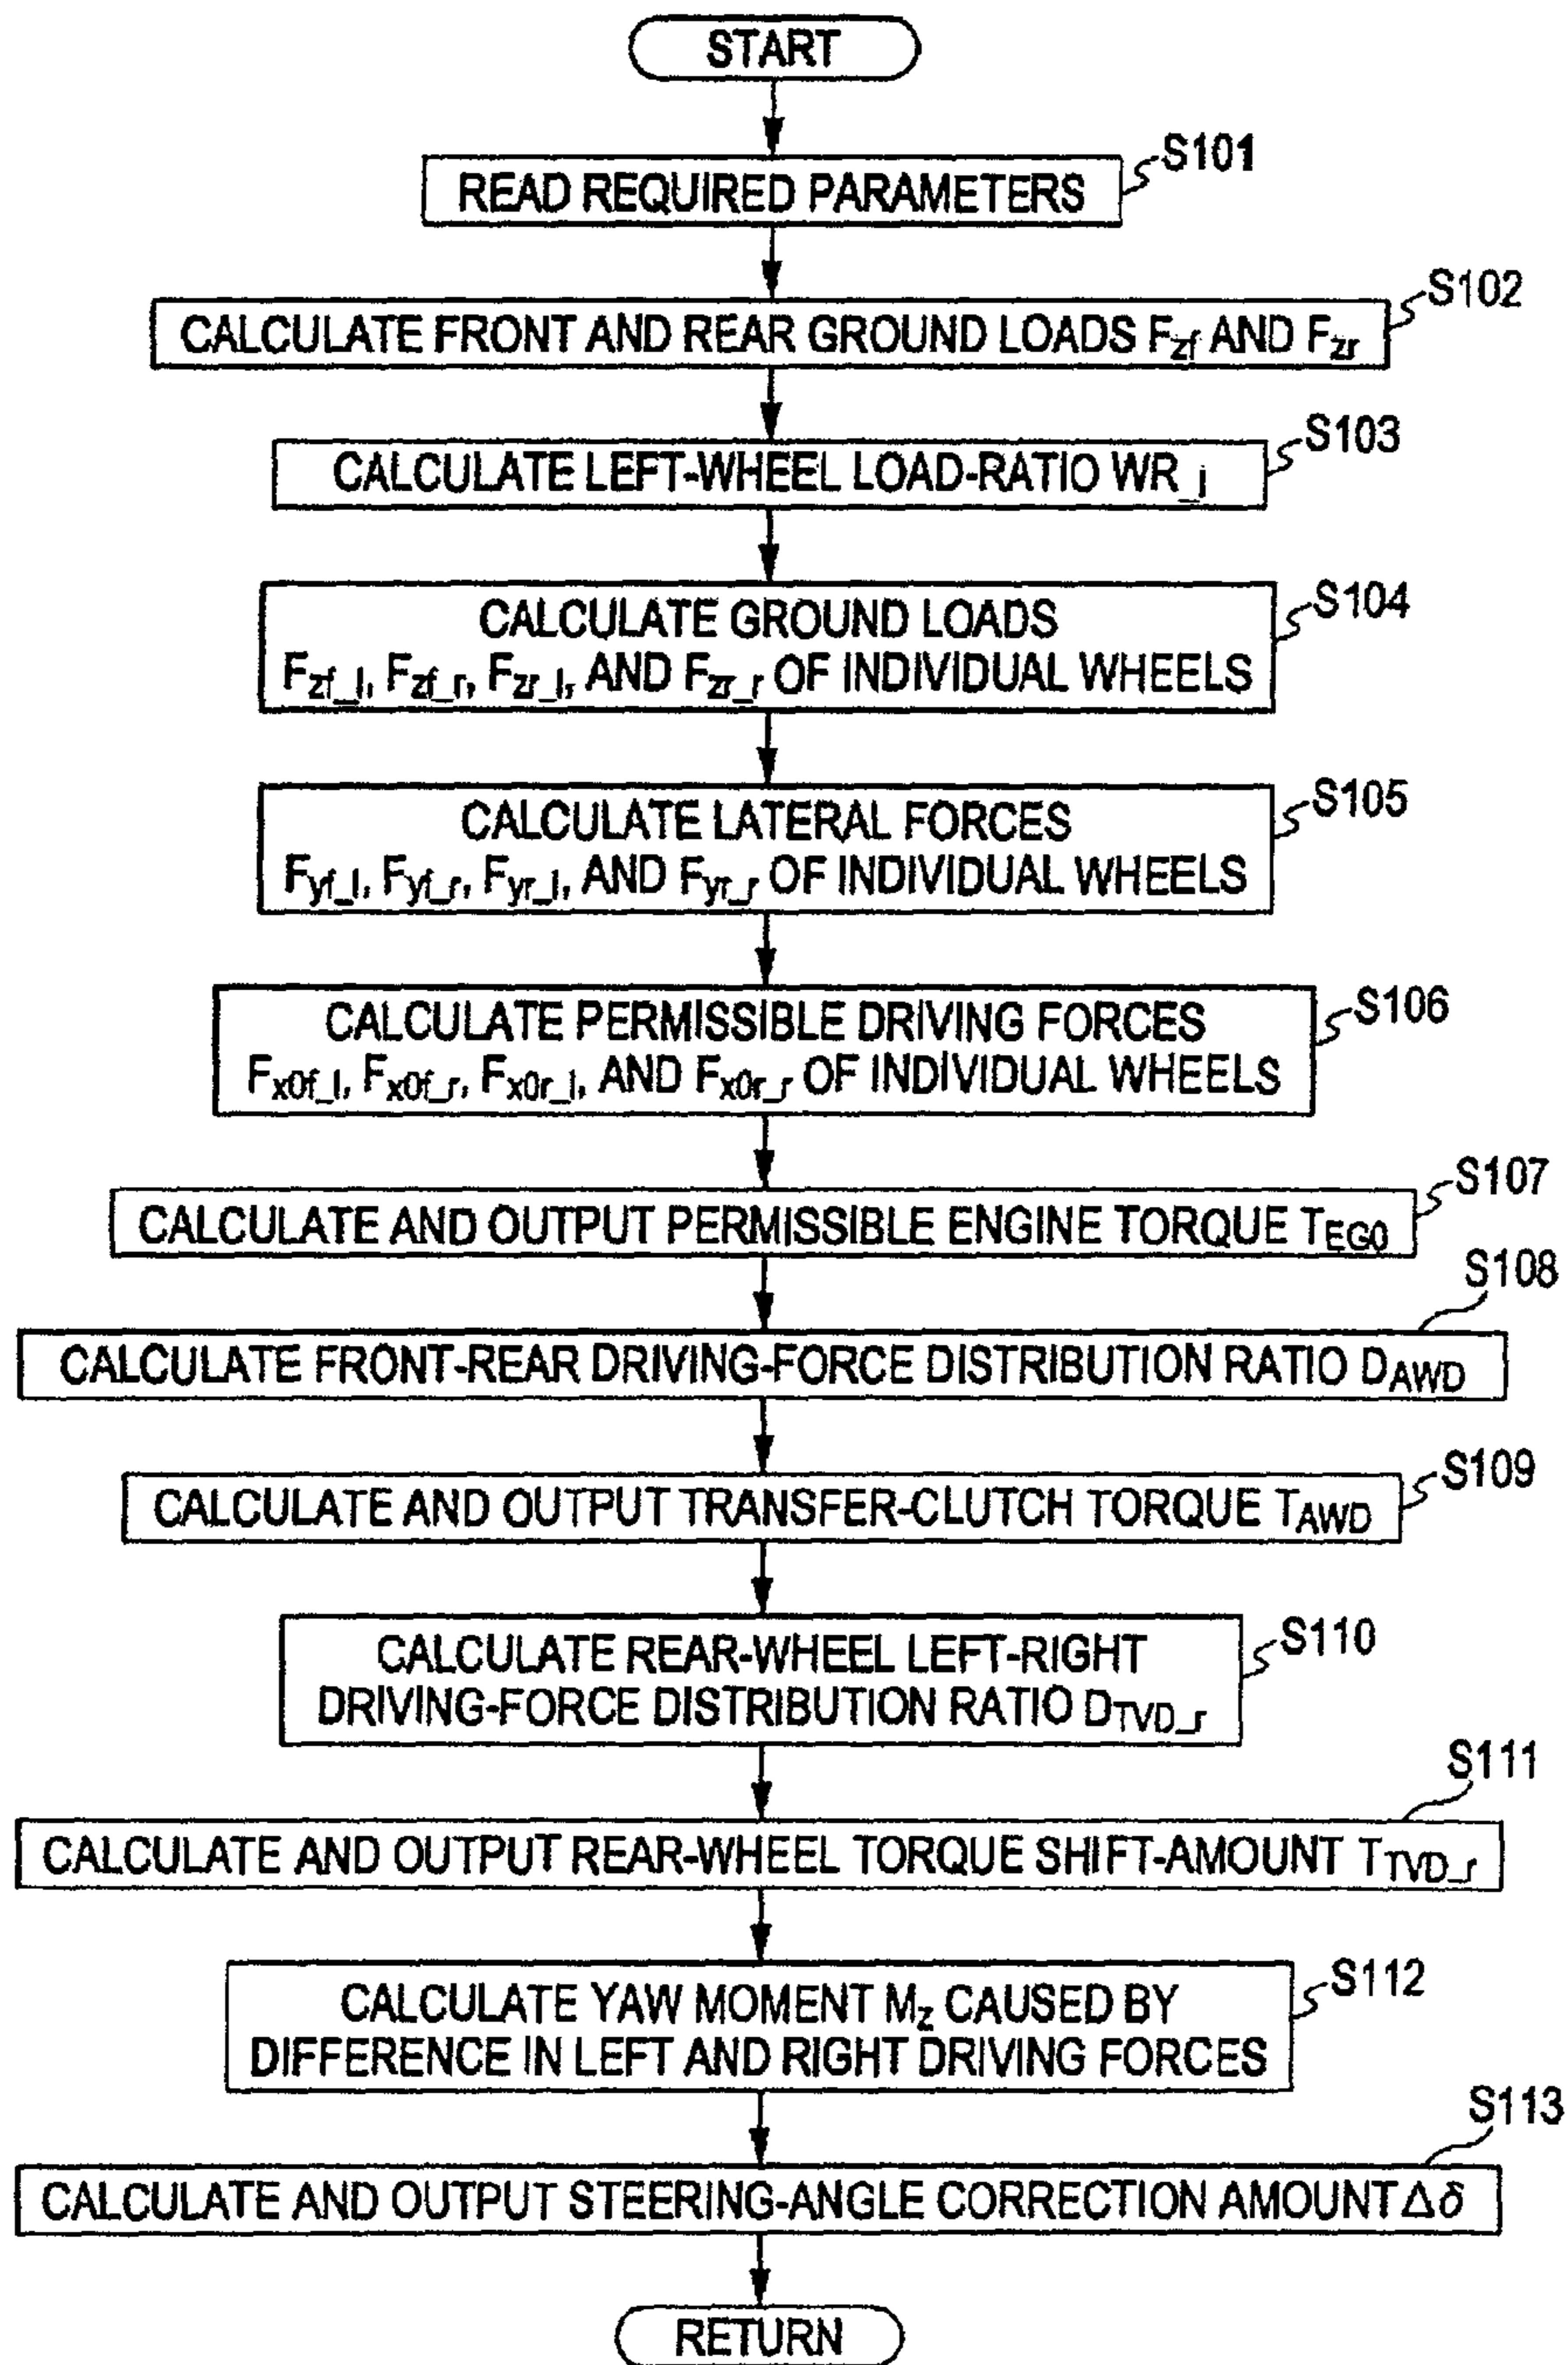 START
S101
READ REQUIRED PARAMETERS
S102
CALCULATE FRONT AND REAR GROUND LOADS Fzf AND Fzr
S103
CALCULATE LEFT-WHEEL LOAD-RATIO WR_l
S104
CALCULATE GROUND LOADS
Fzf_l, Fzf_r, Fzr_l, AND Fzr_r OF INDIVIDUAL WHEELS
S105
CALCULATE LATERAL FORCES
Fyf_l, Fyf_r, Fyr_l, AND Fyr_r OF INDIVIDUAL WHEELS
S106
CALCULATE PERMISSIBLE DRIVING FORCES
Fx0f_l, Fx0f_r, Fx0r_l, AND Fx0r_r OF INDIVIDUAL WHEELS
S107
CALCULATE AND OUTPUT PERMISSIBLE ENGINE TORQUE TEG0
S108
CALCULATE FRONT-REAR DRIVING-FORCE DISTRIBUTION RATIO DAWD
S109
CALCULATE AND OUTPUT TRANSFER-CLUTCH TORQUE TAWD
S110
CALCULATE REAR-WHEEL LEFT-RIGHT
DRIVING-FORCE DISTRIBUTION RATIO DTVD_r
S111
CALCULATE AND OUTPUT REAR-WHEEL TORQUE SHIFT-AMOUNT TTVD_r
S112
CALCULATE YAW MOMENT Mz CAUSED BY
DIFFERENCE IN LEFT AND RIGHT DRIVING FORCES
S113
CALCULATE AND OUTPUT STEERING-ANGLE CORRECTION AMOUNT Δδ
RETURN